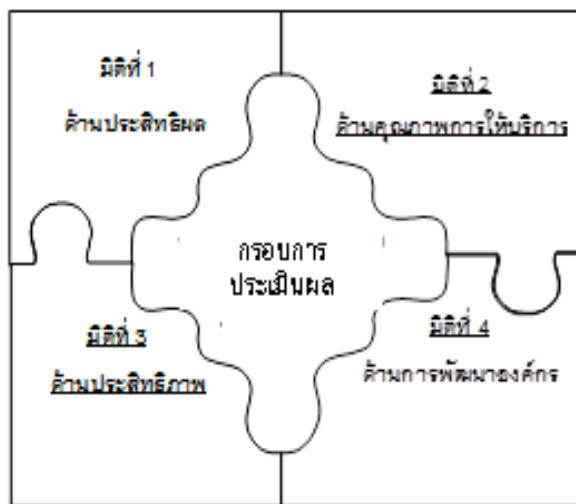 มิติที่ 1
ด้านประสิทธิผล
มิติที่ 2
ด้านคุณภาพการให้บริการ
กรอบการ
ประเมินผล
มิติที่ 3
ด้านประสิทธิภาพ
มิติที่ 4
ด้านการพัฒนาองค์กร